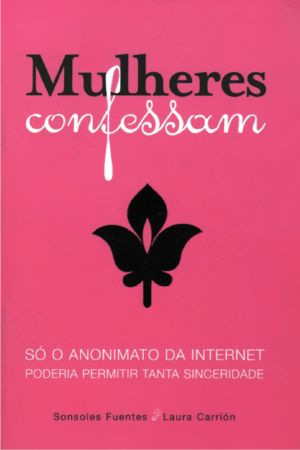 Mulheres
confessam
SÓ O ANONIMATO DA INTERNET
PODERIA PERMITIR TANTA SINCERIDADE
Sonsoles Fuentes & Laura Carrión